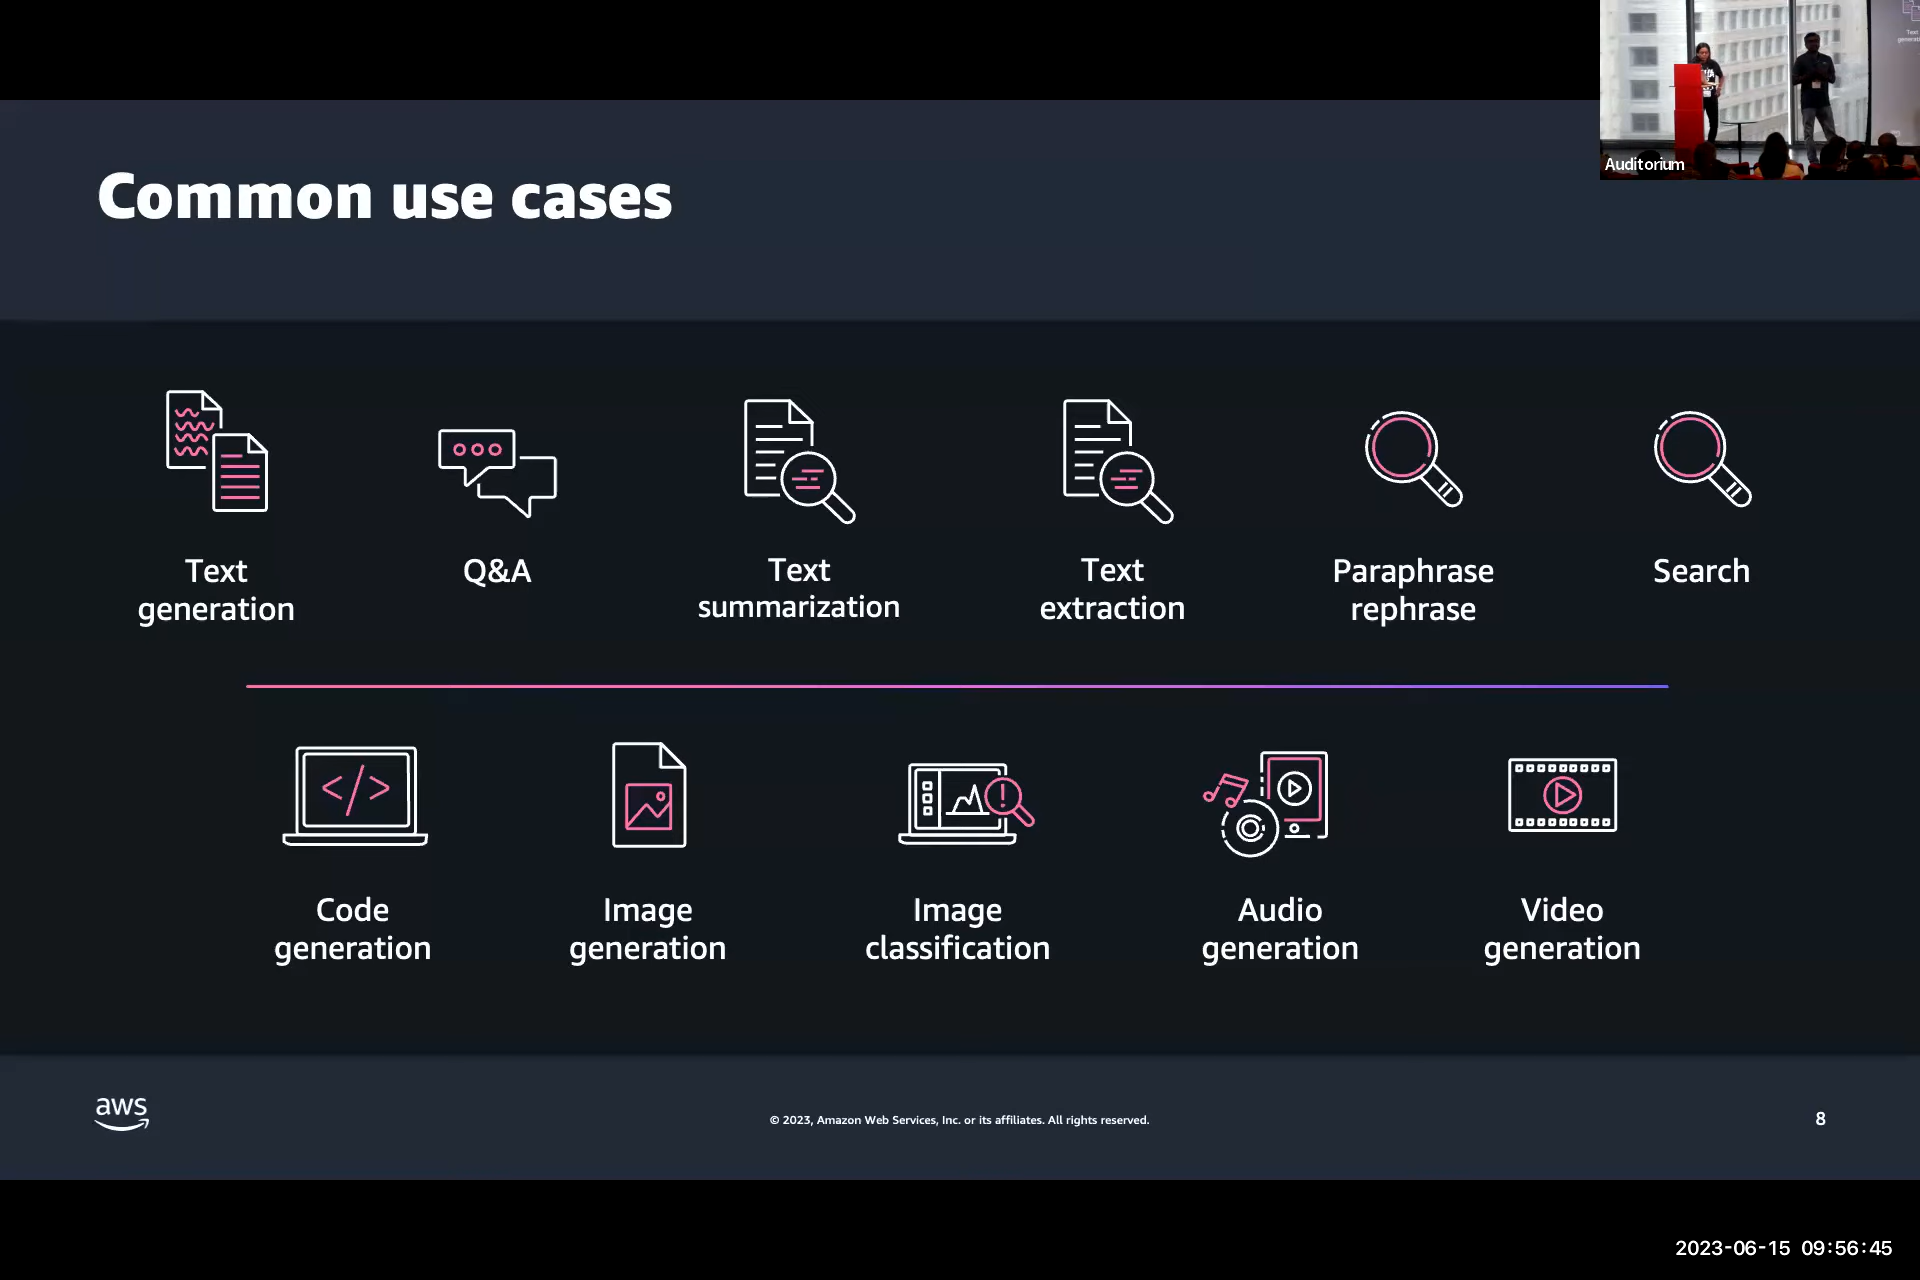 Common use cases
Auditorium
Text
generation
Q&A
Text
summarization
Text
extraction
Paraphrase
rephrase
Search
Code
generation
Image
generation
Image
classification
Audio
generation
Video
generation
aws
© 2023, Amazon Web Services, Inc. or its affiliates. All rights reserved.
8
2023-06-15 09:56:45